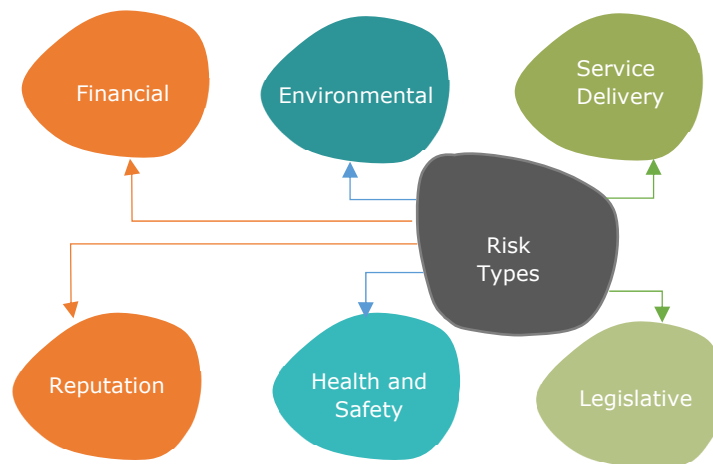 Financial
Environmental
Service
Delivery
Risk
Types
Reputation
Health and
Safety
Legislative